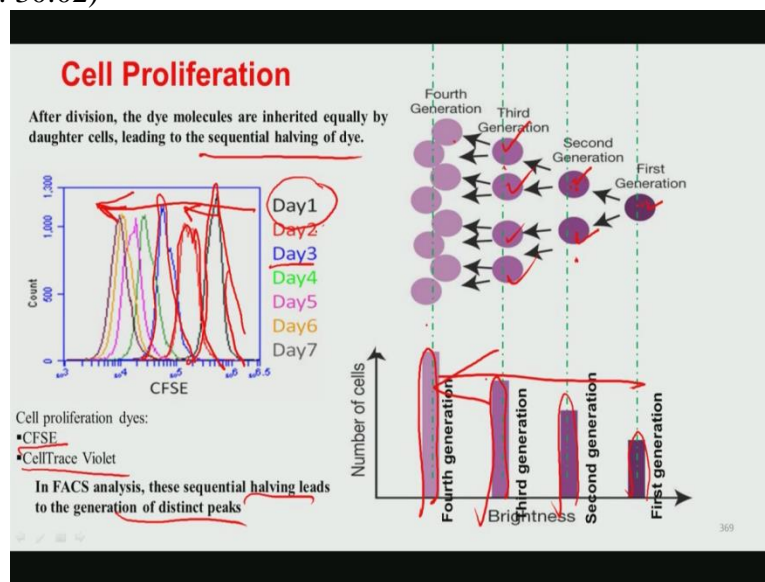 : 30:02)
Cell Proliferation
After division, the dye molecules are inherited equally by
daughter cells, leading to the sequential halving of dye.
1,300
1,000
500
0
Count
CFSE
Day1
Day2
Day3
Day4
Day5
Day6
Day7
Cell proliferation dyes:
▪CFSE
▪CellTrace Violet
In FACS analysis, these sequential halving leads
to the generation of distinct peaks
Fourth
Generation
Third
Generation
Second
Generation
First
Generation
Number of cells
Fourth generation
Third generation
Second generation
First generation
Brightness
369